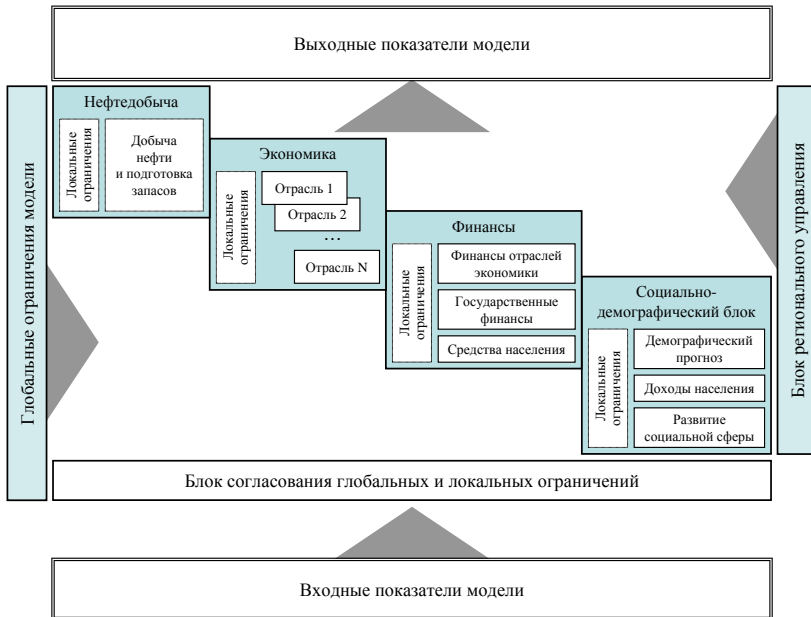 Выходные показатели модели
Глобальные ограничения модели
Нефтедобыча
Локальные
ограничения
Добыча
нефти
и подготовка
запасов
Экономика
Локальные
ограничения
Отрасль 1
Отрасль 2
...
Отрасль N
Финансы
Локальные
ограничения
Финансы отраслей
экономики
Государственные
финансы
Средства населения
Социально-
демографический блок
Локальные
ограничения
Демографический
прогноз
Доходы населения
Развитие
социальной сферы
Блок регионального управления
Блок согласования глобальных и локальных ограничений
Входные показатели модели